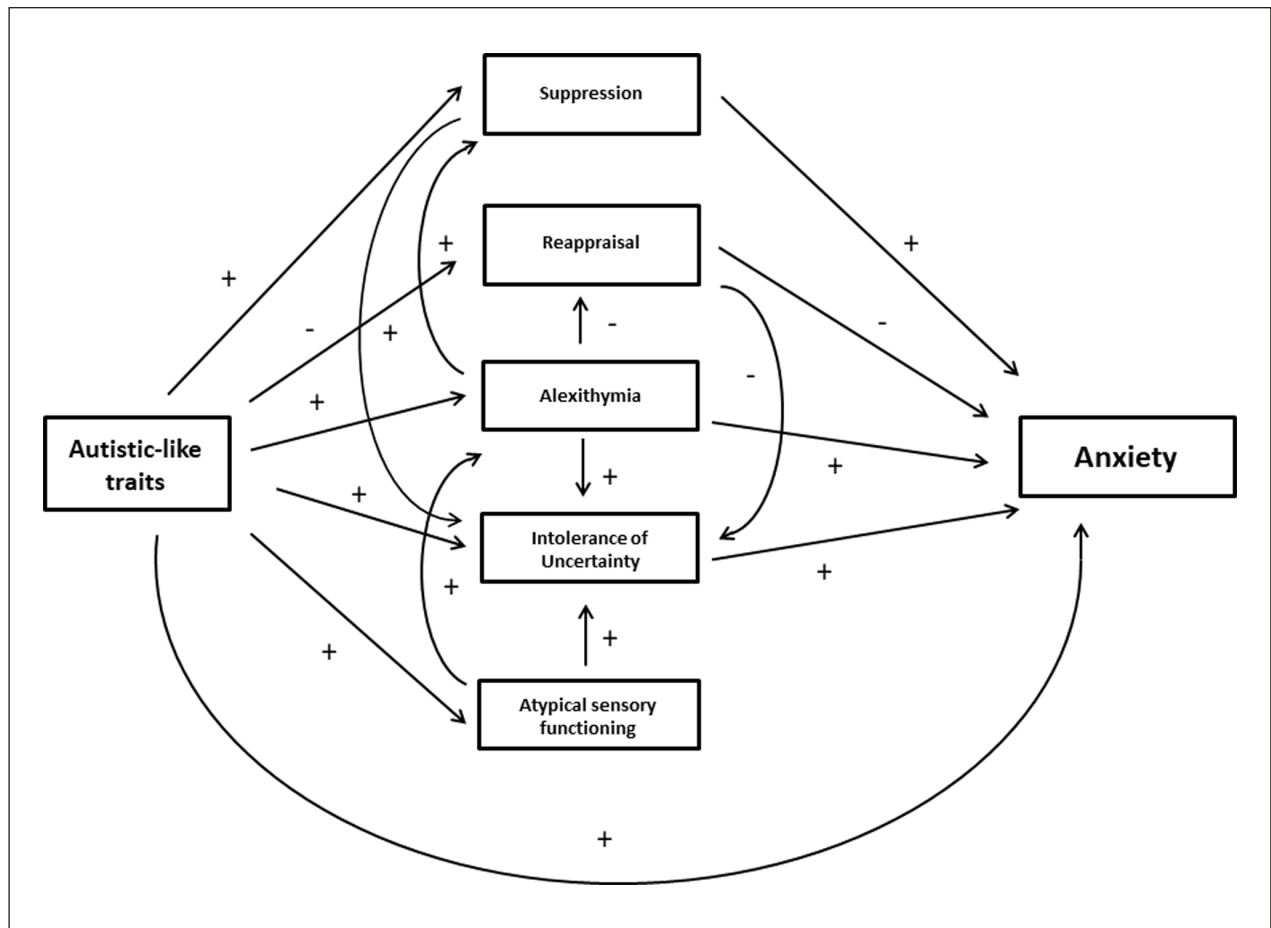 Suppression
+
+
Reappraisal
+
-
+
-
-
+
-
Alexithymia
Autistic-like
traits
+
+
+
Anxiety
Intolerance of
Uncertainty
+
+
+
+
Atypical sensory
functioning
+